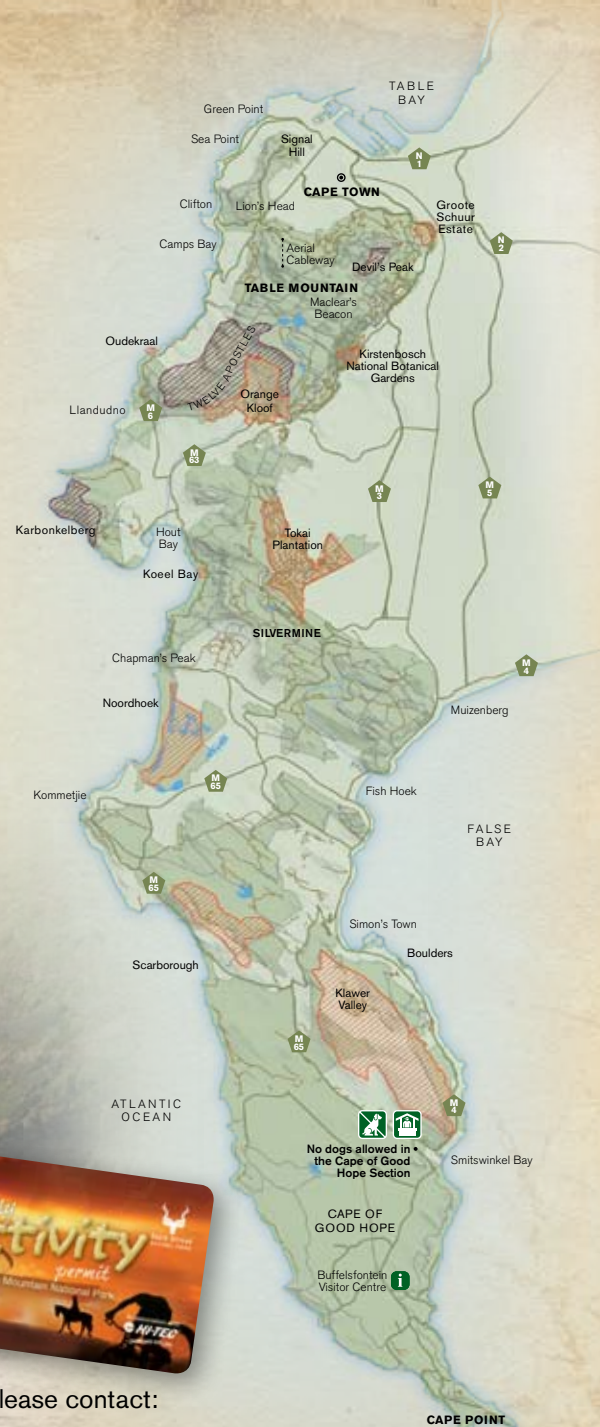 TABLE
BAY
Green Point
Sea Point
Signal
Hill
N
1
CAPE TOWN
Clifton
Lion's Head
Groote
Schuur
Estate
N
2
Camps Bay
Aerial
Cableway
Devil's Peak
TABLE MOUNTAIN
Maclear's
Beacon
Oudekraal
TWELVE APOSTLES
Kirstenbosch
National Botanical
Gardens
Orange
Kloof
Llandudno
M
6
M
63
M
3
M
5
Karbonkelberg
Hout
Bay
Tokai
Plantation
Koeel Bay
SILVERMINE
Chapman's Peak
M
4
Noordhoek
Muizenberg
M
65
Kommetjie
Fish Hoek
FALSE
BAY
M
65
Simon's Town
Boulders
Scarborough
Klawer
Valley
M
65
ATLANTIC
OCEAN
M
4
No dogs allowed in •
the Cape of Good
Hope Section
Smitswinkel Bay
CAPE OF
GOOD HOPE
tivity
permit
Mountain National Park
HI-TEC
Buffelsfontein
Visitor Centre
i
lease contact:
CAPE POINT